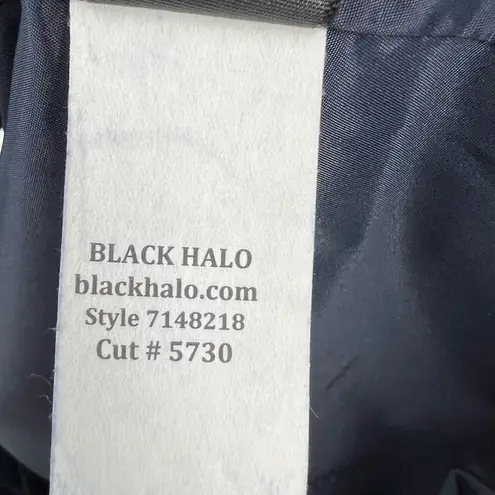 BLACK HALO
blackhalo.com
Style 7148218
Cut # 5730